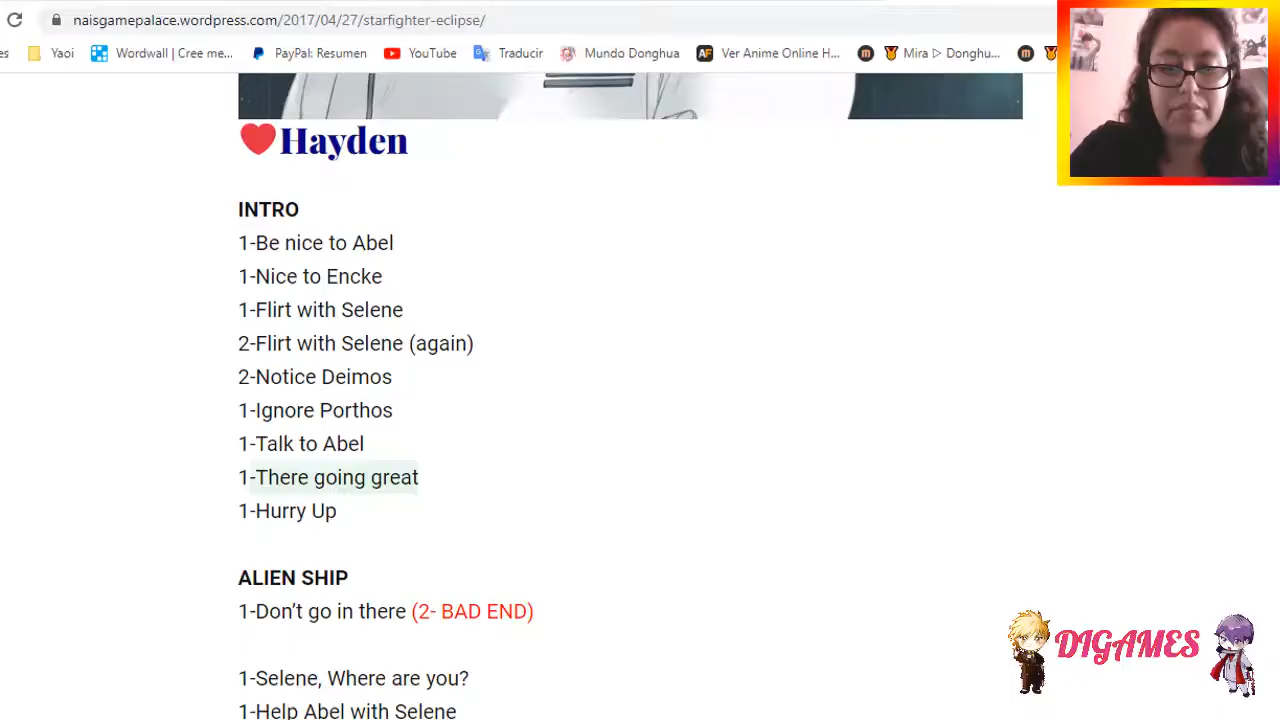 naisgamepalace.wordpress.com/2017/04/27/starfighter-eclipse/
es Yaoi Wordwall | Cree me... PayPal: Resumen YouTube Traducir Mundo Donghua Ver Anime Online H... Mira ▷ Donghu...
Hayden
INTRO
1-Be nice to Abel
1-Nice to Encke
1-Flirt with Selene
2-Flirt with Selene (again)
2-Notice Deimos
1-Ignore Porthos
1-Talk to Abel
1-There going great
1-Hurry Up
ALIEN SHIP
1-Don’t go in there (2- BAD END)
1-Selene, Where are you?
1-Help Abel with Selene
DIGAMES